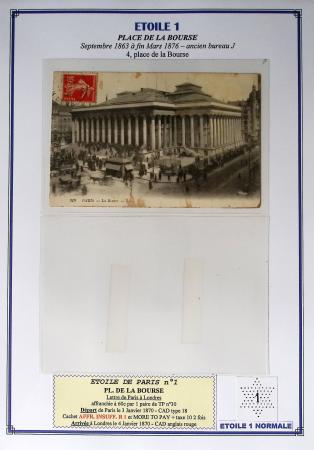 ETOILE 1
PLACE DE LA BOURSE
Septembre 1863 à fin Mars 1876 – ancien bureau J
4, place de la Bourse
PARIS - La Bourse
ETOILE DE PARIS n°1
PL. DE LA BOURSE
Lettre de Paris à Londres
affranchie à 60c par 1 paire de TP n°30
Départ de Paris le 3 Janvier 1870 - CAD type 18
Cachet AFFR. INSUFF. R 1 et MORE TO PAY + taxe 10 2 fois
Arrivée à Londres le 4 Janvier 1870 - CAD anglais rouge
1
ETOILE 1 NORMALE